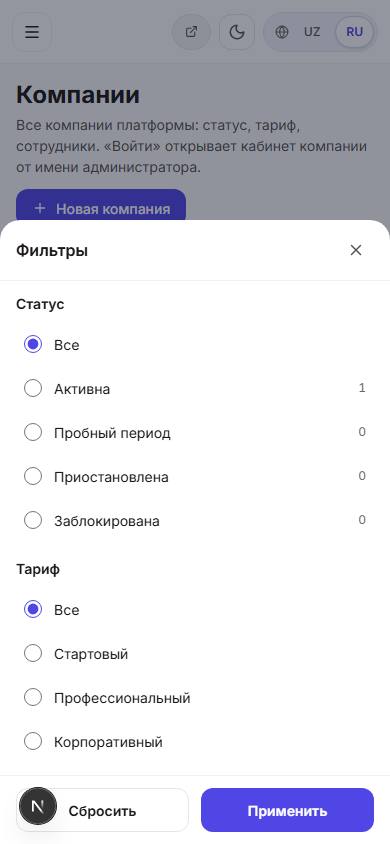 UZ
RU
Компании
Все компании платформы: статус, тариф,
сотрудники. «Войти» открывает кабинет компании
от имени администратора.
Новая компания
Фильтры
Статус
Все
Активна 1
Пробный период 0
Приостановлена 0
Заблокирована 0
Тариф
Все
Стартовый
Профессиональный
Корпоративный
N
Сбросить
Применить